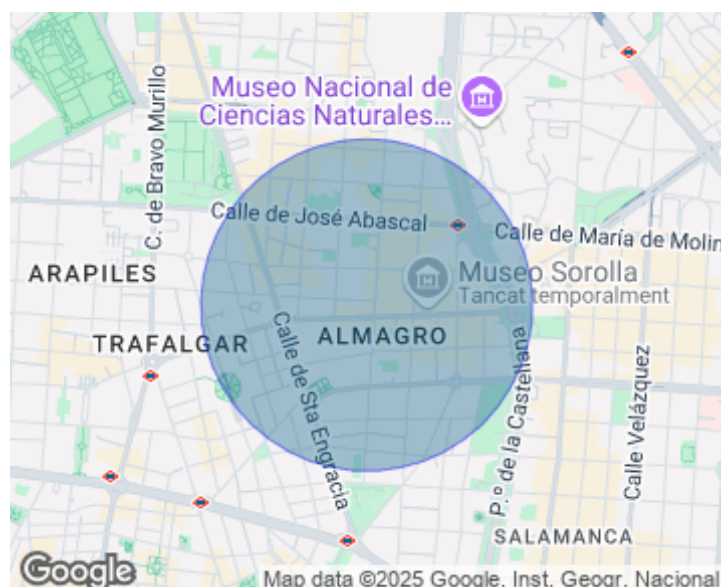 Museo Nacional de
Ciencias Naturales...
C. de Bravo Murillo
Calle de José Abascal
Calle de María de Molin
ARAPILES
Museo Sorolla
Tancat temporalment
TRAFALGAR
ALMAGRO
Calle de Sta Engracia
P.º de la Castellana
Calle Velázquez
SALAMANCA
Google
Map data ©2025 Google, Inst. Geogr. Nacional